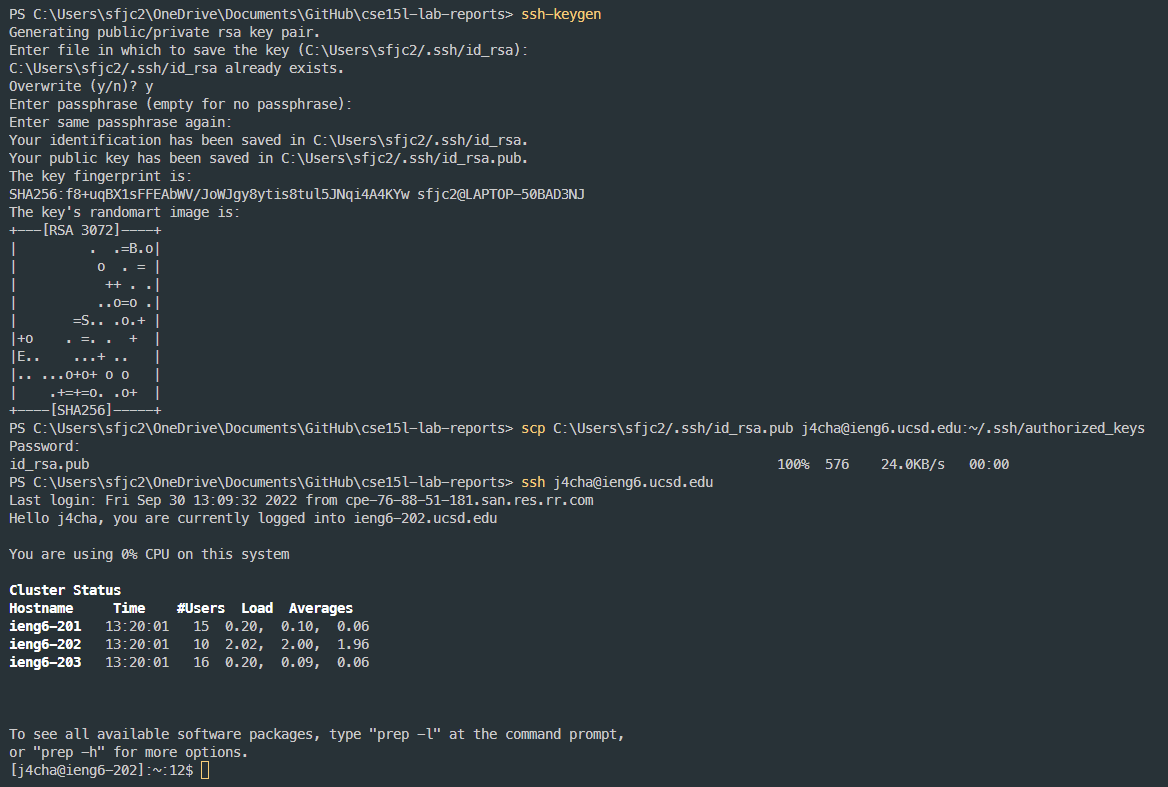 PS C:\Users\sfjc2\OneDrive\Documents\GitHub\cse15l-lab-reports> ssh-keygen
Generating public/private rsa key pair.
Enter file in which to save the key (C:\Users\sfjc2/.ssh/id_rsa):
C:\Users\sfjc2/.ssh/id_rsa already exists.
Overwrite (y/n)? y
Enter passphrase (empty for no passphrase):
Enter same passphrase again:
Your identification has been saved in C:\Users\sfjc2/.ssh/id_rsa.
Your public key has been saved in C:\Users\sfjc2/.ssh/id_rsa.pub.
The key fingerprint is:
SHA256:f8+uqBX1sFFEAbWV/JoWJgy8ytis8tul5JNqi4A4KYw sfjc2@LAPTOP-50BAD3NJ
The key's randomart image is:
+---[RSA 3072]----+
|         .  .=B.o|
|          o  . = |
|           ++ . .|
|          ..o=o .|
|       =S.. .o.+ |
|+o    . =. .  +  |
|E..    ...+ ..   |
|.. ...o+o+ o o   |
|    .+=+=o. .o+  |
+----[SHA256]-----+
PS C:\Users\sfjc2\OneDrive\Documents\GitHub\cse15l-lab-reports> scp C:\Users\sfjc2/.ssh/id_rsa.pub j4cha@ieng6.ucsd.edu:~/.ssh/authorized_keys
Password:
id_rsa.pub 100% 576 24.0KB/s 00:00
PS C:\Users\sfjc2\OneDrive\Documents\GitHub\cse15l-lab-reports> ssh j4cha@ieng6.ucsd.edu
Last login: Fri Sep 30 13:09:32 2022 from cpe-76-88-51-181.san.res.rr.com
Hello j4cha, you are currently logged into ieng6-202.ucsd.edu
You are using 0% CPU on this system
Cluster Status
Hostname     Time    #Users  Load  Averages
ieng6-201   13:20:01   15  0.20,  0.10,  0.06
ieng6-202   13:20:01   10  2.02,  2.00,  1.96
ieng6-203   13:20:01   16  0.20,  0.09,  0.06
To see all available software packages, type "prep -l" at the command prompt,
or "prep -h" for more options.
[j4cha@ieng6-202]:~:12$